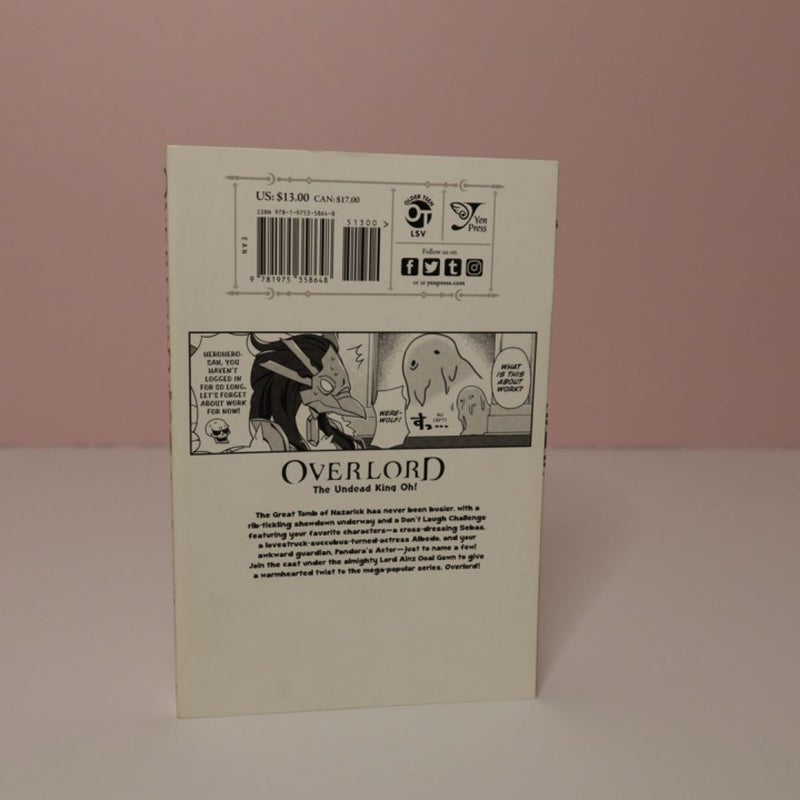 US: $13.00 CAN: $17.00
ISBN 978-1-9753-5864-8
51300 >
EAN
9 781975 358648
OLDER TEEN
OT
LSV
Yen
Press
Follow us on
or at yenpress.com
HEROHERO-
SAN, YOU
HAVEN'T
LOGGED IN
FOR SO LONG.
LET'S FORGET
ABOUT WORK
FOR NOW!
WERE-
WOLF!
すっ...
WHAT
IS THIS
ABOUT
WORK?
OVERLORD
The Undead King Oh!
The Great Tomb of Nazarick has never been busier, with a
rib-tickling showdown underway and a Don't Laugh Challenge
featuring your favorite characters—a cross-dressing Sebas,
a lovestruck-succubus-turned-actress Albedo, and your
awkward guardian, Pandora's Actor—just to name a few!
Join the cast under the almighty Lord Ainz Ooal Gown to give
a warmhearted twist to the mega-popular series, Overlord!